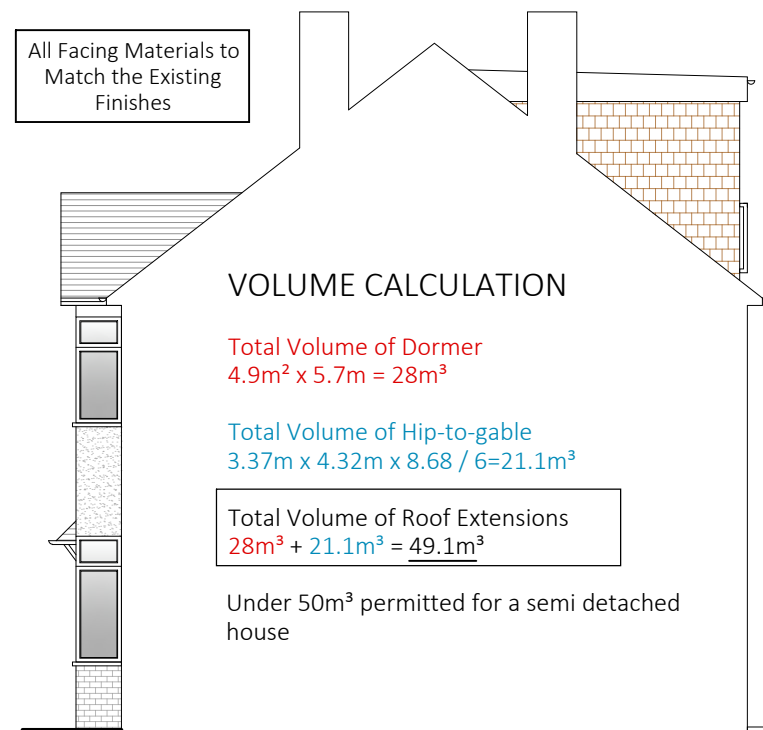 All Facing Materials to
Match the Existing
Finishes
VOLUME CALCULATION
Total Volume of Dormer
4.9m² x 5.7m = 28m³
Total Volume of Hip-to-gable
3.37m x 4.32m x 8.68 / 6=21.1m³
Total Volume of Roof Extensions
28m³ + 21.1m³ = 49.1m³
Under 50m³ permitted for a semi detached
house